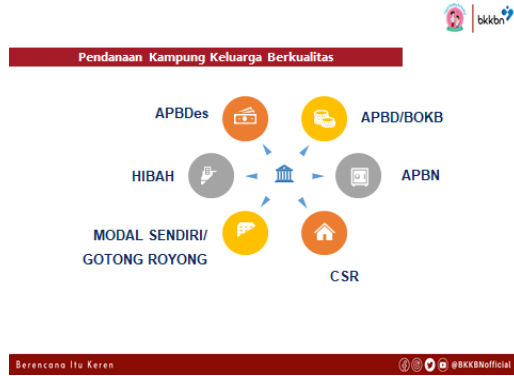 bkkbn
Pendanaan Kampung Keluarga Berkualitas
APBDes
APBD/BOKB
HIBAH
APBN
MODAL SENDIRI/
GOTONG ROYONG
CSR
Berencana Itu Keren
@BKKBNofficial